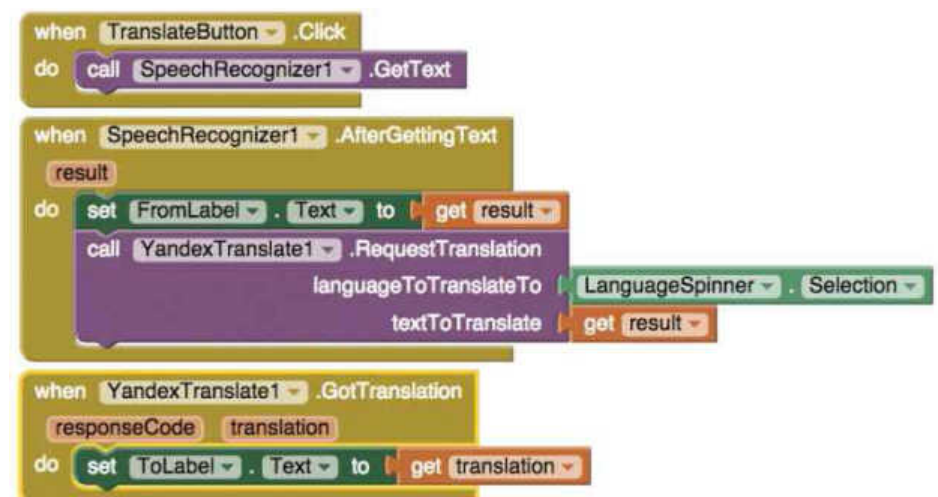 when TranslateButton .Click
do call SpeechRecognizer1 .GetText
when SpeechRecognizer1 .AfterGettingText
result
do set FromLabel . Text to get result
call YandexTranslate1 .RequestTranslation
languageToTranslateTo LanguageSpinner . Selection
textToTranslate get result
when YandexTranslate1 .GotTranslation
responseCode translation
do set ToLabel . Text to get translation